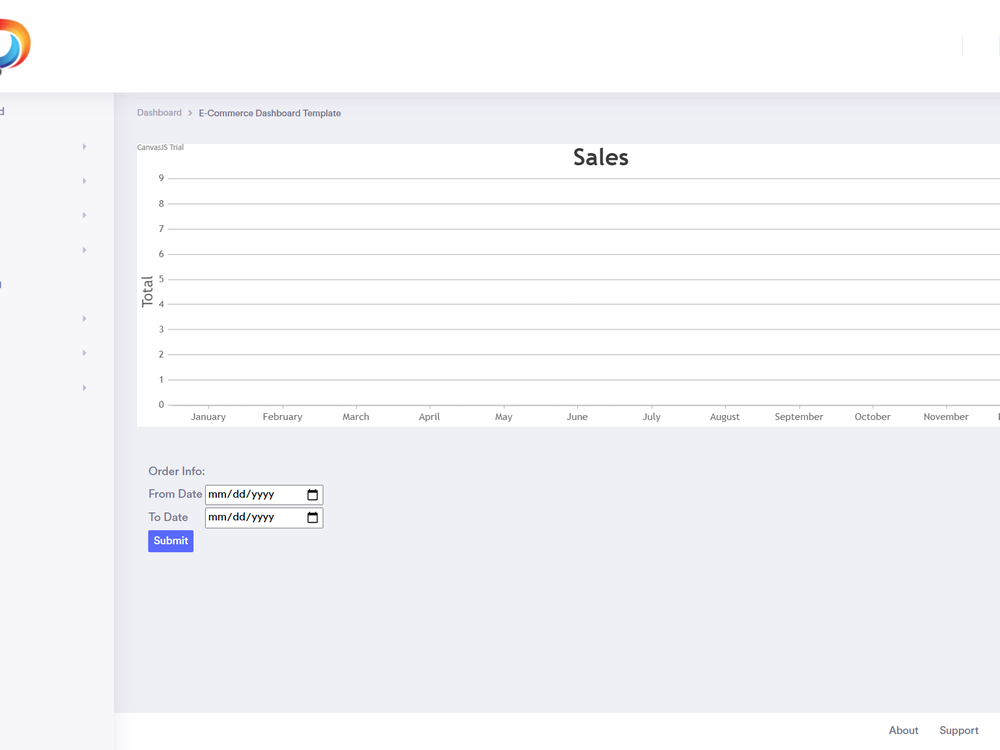 d
Dashboard > E-Commerce Dashboard Template
CanvasJS Trial
Sales
Total
9
8
7
6
5
4
3
2
1
0
January February March April May June July August September October November
Order Info:
From Date mm/dd/yyyy
To Date mm/dd/yyyy
Submit
About Support